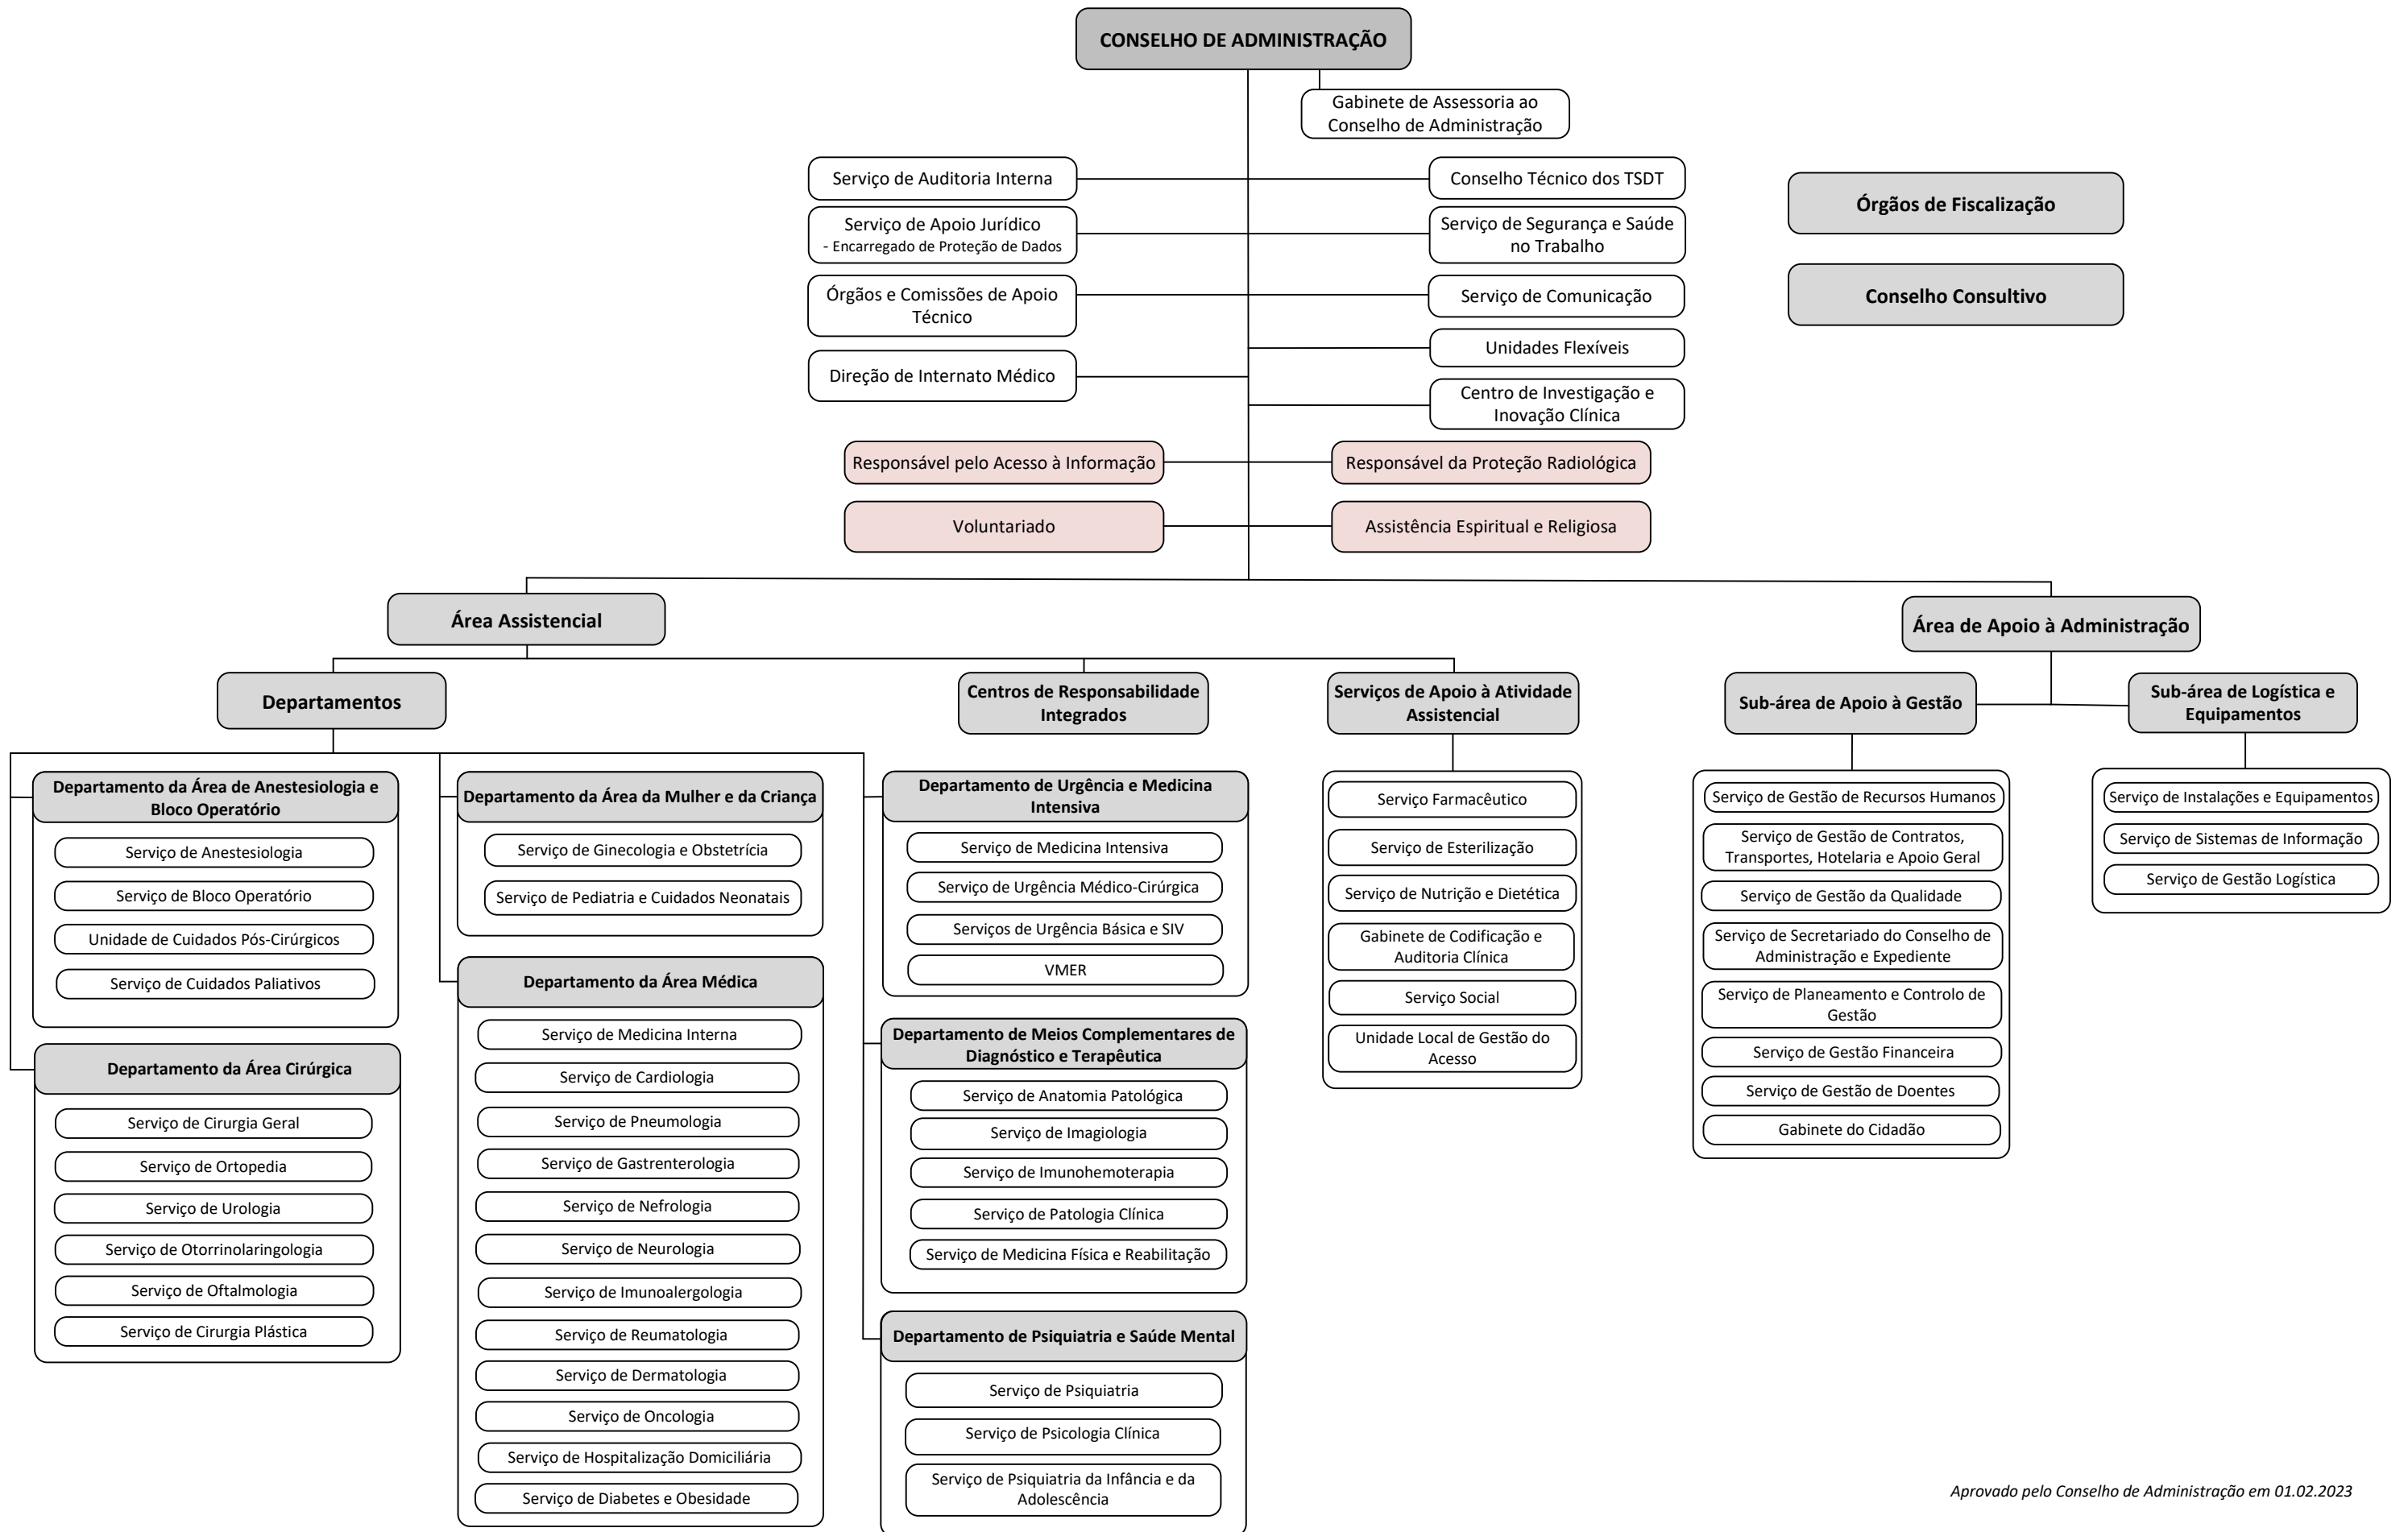 CONSELHO DE ADMINISTRAÇÃO
Gabinete de Assessoria ao
Conselho de Administração
Serviço de Auditoria Interna
Conselho Técnico dos TSDT
Órgãos de Fiscalização
Serviço de Apoio Jurídico
- Encarregado de Proteção de Dados
Serviço de Segurança e Saúde
no Trabalho
Órgãos e Comissões de Apoio
Técnico
Serviço de Comunicação
Conselho Consultivo
Unidades Flexíveis
Direção de Internato Médico
Centro de Investigação e
Inovação Clínica
Responsável pelo Acesso à Informação
Responsável da Proteção Radiológica
Voluntariado
Assistência Espiritual e Religiosa
Área Assistencial
Área de Apoio à Administração
Departamentos
Centros de Responsabilidade
Integrados
Serviços de Apoio à Atividade
Assistencial
Sub-área de Apoio à Gestão
Sub-área de Logística e
Equipamentos
Departamento da Área de Anestesiologia e
Bloco Operatório
Serviço de Anestesiologia
Serviço de Bloco Operatório
Unidade de Cuidados Pós-Cirúrgicos
Serviço de Cuidados Paliativos
Departamento da Área Cirúrgica
Serviço de Cirurgia Geral
Serviço de Ortopedia
Serviço de Urologia
Serviço de Otorrinolaringologia
Serviço de Oftalmologia
Serviço de Cirurgia Plástica
Departamento da Área da Mulher e da Criança
Serviço de Ginecologia e Obstetrícia
Serviço de Pediatria e Cuidados Neonatais
Departamento da Área Médica
Serviço de Medicina Interna
Serviço de Cardiologia
Serviço de Pneumologia
Serviço de Gastrenterologia
Serviço de Nefrologia
Serviço de Neurologia
Serviço de Imunoalergologia
Serviço de Reumatologia
Serviço de Dermatologia
Serviço de Oncologia
Serviço de Hospitalização Domiciliária
Serviço de Diabetes e Obesidade
Departamento de Urgência e Medicina
Intensiva
Serviço de Medicina Intensiva
Serviço de Urgência Médico-Cirúrgica
Serviços de Urgência Básica e SIV
VMER
Departamento de Meios Complementares de
Diagnóstico e Terapêutica
Serviço de Anatomia Patológica
Serviço de Imagiologia
Serviço de Imunohemoterapia
Serviço de Patologia Clínica
Serviço de Medicina Física e Reabilitação
Departamento de Psiquiatria e Saúde Mental
Serviço de Psiquiatria
Serviço de Psicologia Clínica
Serviço de Psiquiatria da Infância e da
Adolescência
Serviço Farmacêutico
Serviço de Esterilização
Serviço de Nutrição e Dietética
Gabinete de Codificação e
Auditoria Clínica
Serviço Social
Unidade Local de Gestão do
Acesso
Serviço de Gestão de Recursos Humanos
Serviço de Gestão de Contratos,
Transportes, Hotelaria e Apoio Geral
Serviço de Gestão da Qualidade
Serviço de Secretariado do Conselho de
Administração e Expediente
Serviço de Planeamento e Controlo de
Gestão
Serviço de Gestão Financeira
Serviço de Gestão de Doentes
Gabinete do Cidadão
Serviço de Instalações e Equipamentos
Serviço de Sistemas de Informação
Serviço de Gestão Logística
Aprovado pelo Conselho de Administração em 01.02.2023